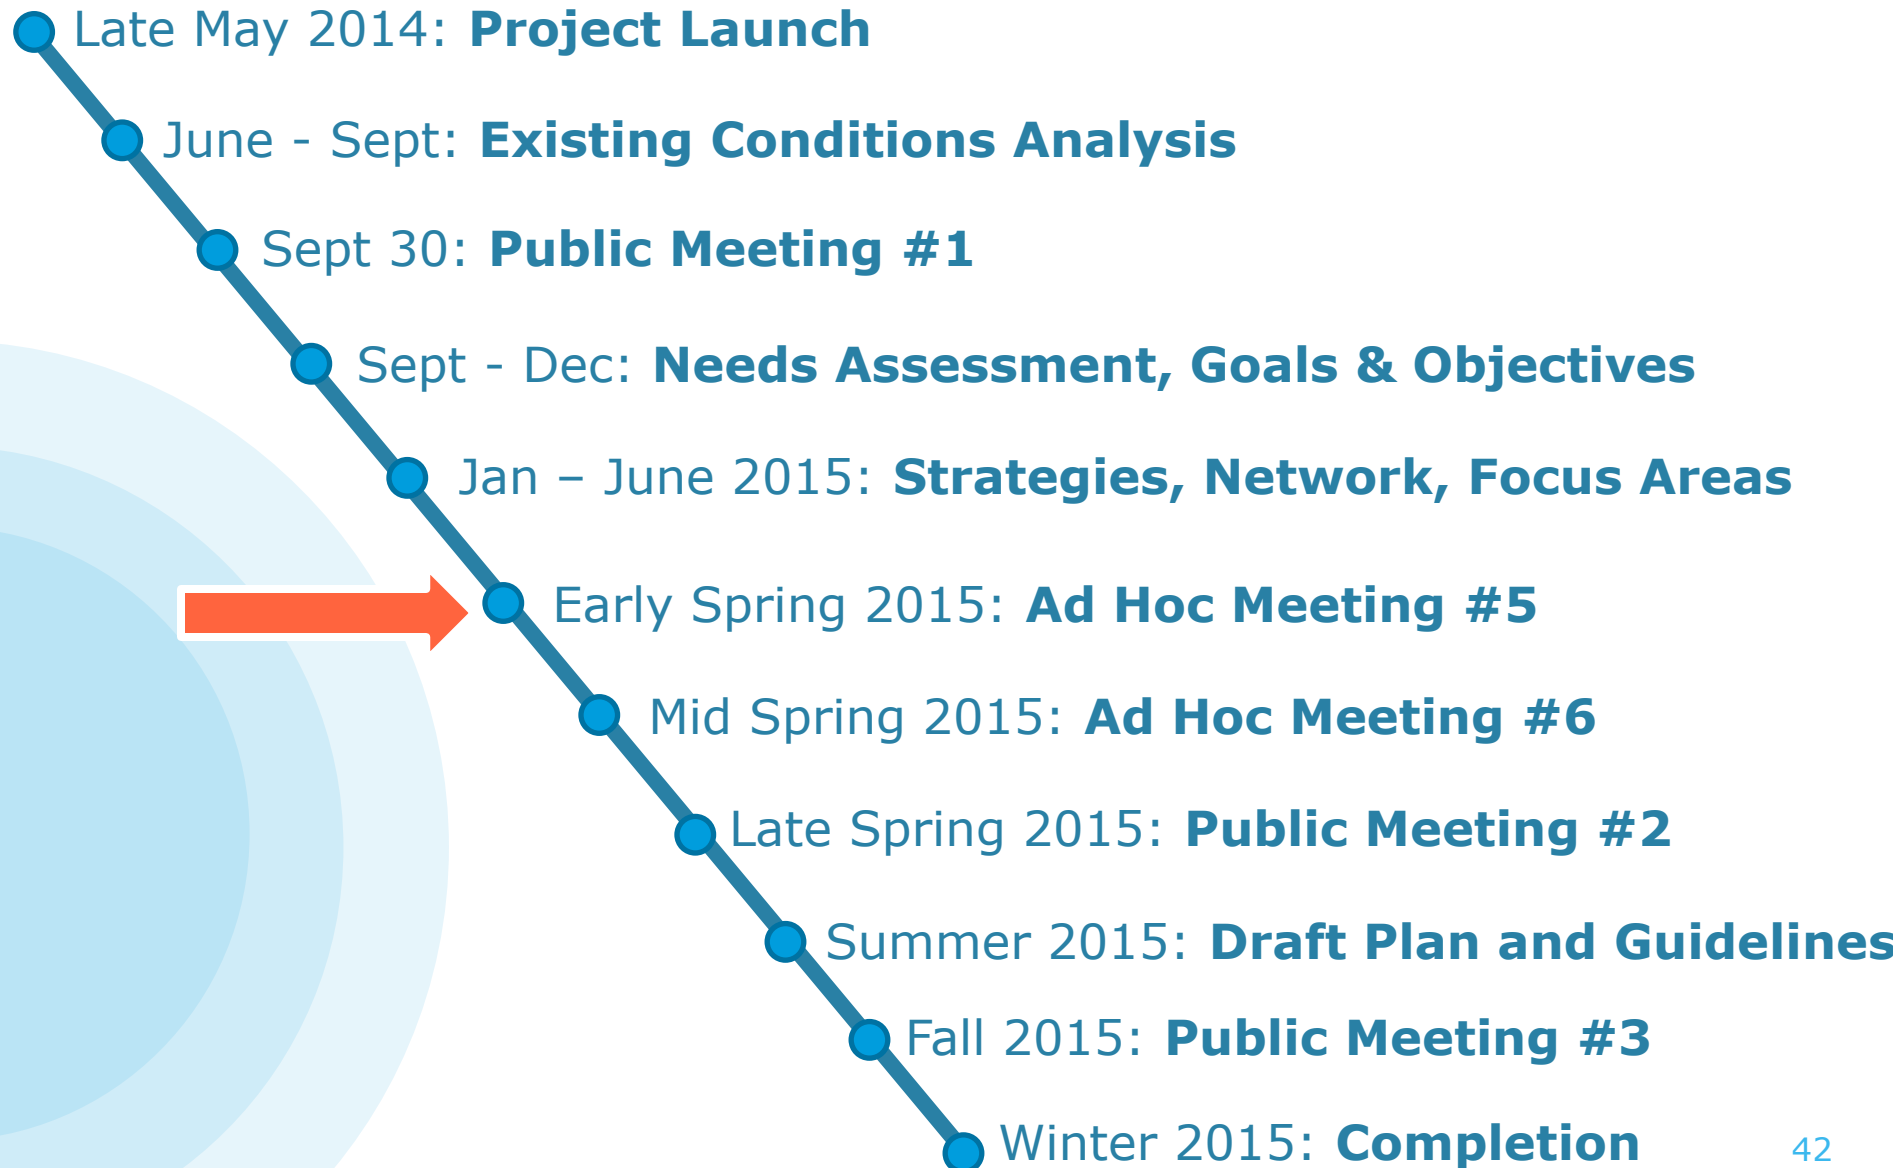 Late May 2014: Project Launch
June - Sept: Existing Conditions Analysis
Sept 30: Public Meeting #1
Sept - Dec: Needs Assessment, Goals & Objectives
Jan – June 2015: Strategies, Network, Focus Areas
Early Spring 2015: Ad Hoc Meeting #5
Mid Spring 2015: Ad Hoc Meeting #6
Late Spring 2015: Public Meeting #2
Summer 2015: Draft Plan and Guidelines
Fall 2015: Public Meeting #3
Winter 2015: Completion
42